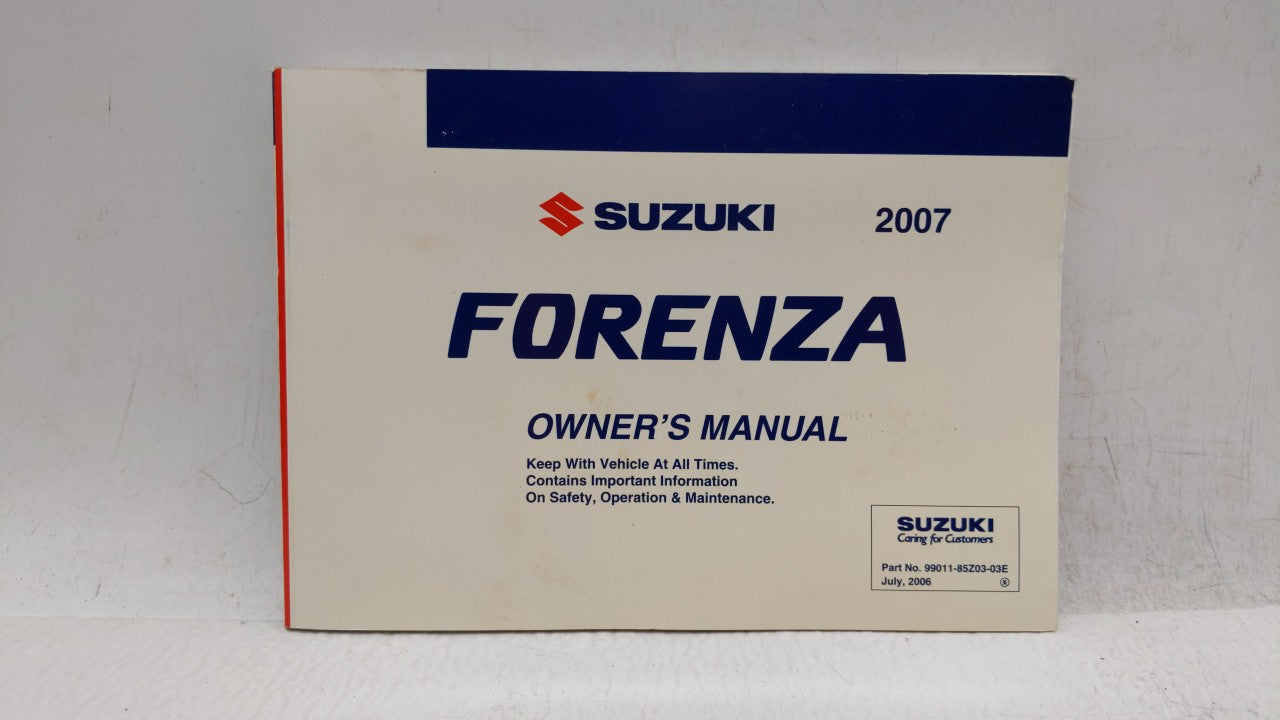 SUZUKI 2007
FORENZA
OWNER'S MANUAL
Keep With Vehicle At All Times.
Contains Important Information
On Safety, Operation & Maintenance.
SUZUKI
Caring for Customers
Part No. 99011-85Z03-03E
July, 2006